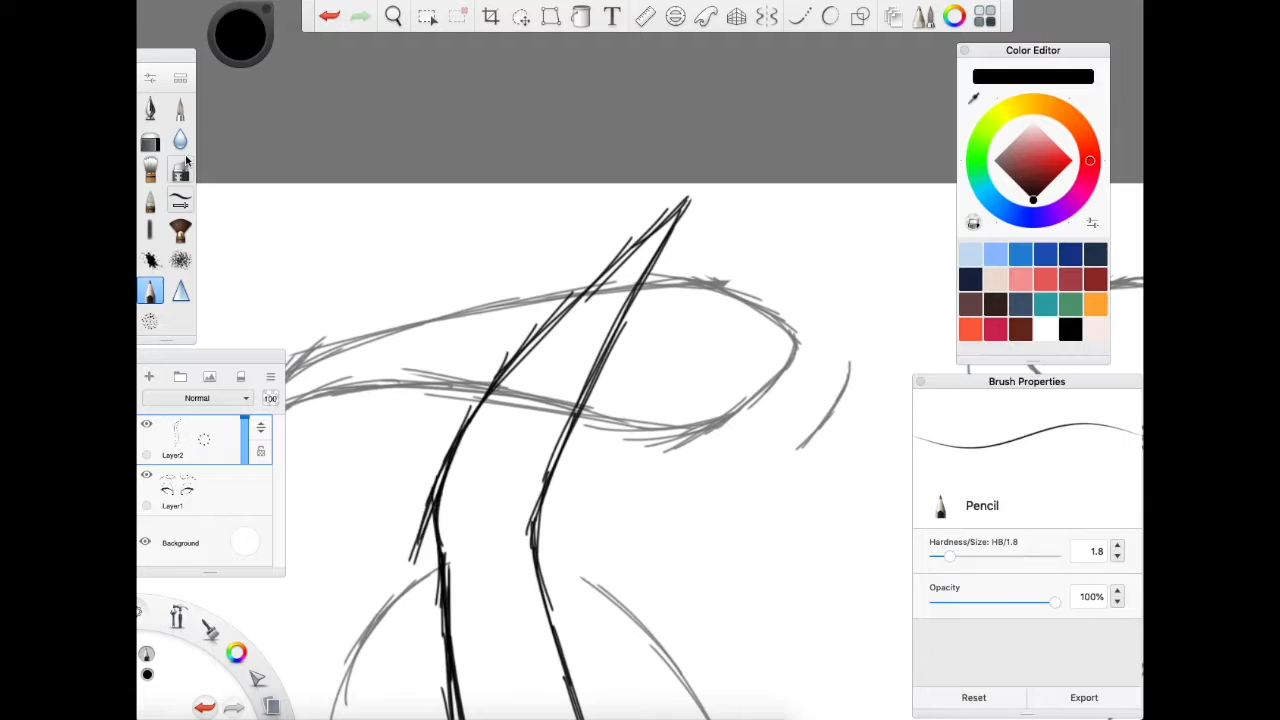 T
Color Editor
Normal
100
Layer2
Layer1
Background
Brush Properties
Pencil
Hardness/Size: HB/1.8
1.8
Opacity
100%
Reset
Export